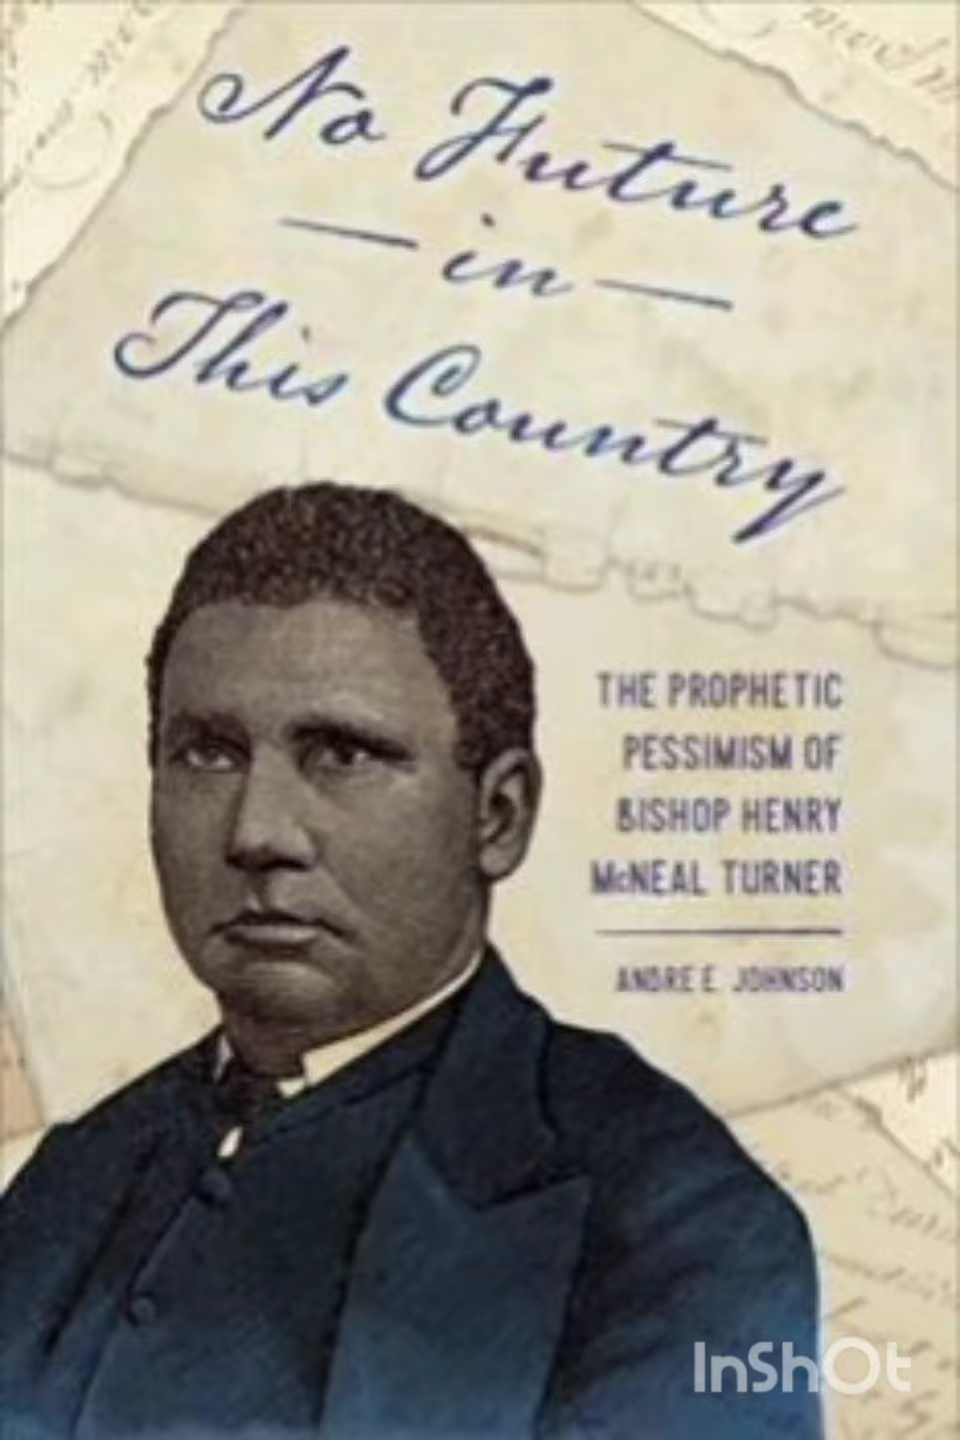 No Future
in
This Country
THE PROPHETIC
PESSIMISM OF
BISHOP HENRY
McNEAL TURNER
ANDRE E. JOHNSON
InShOt